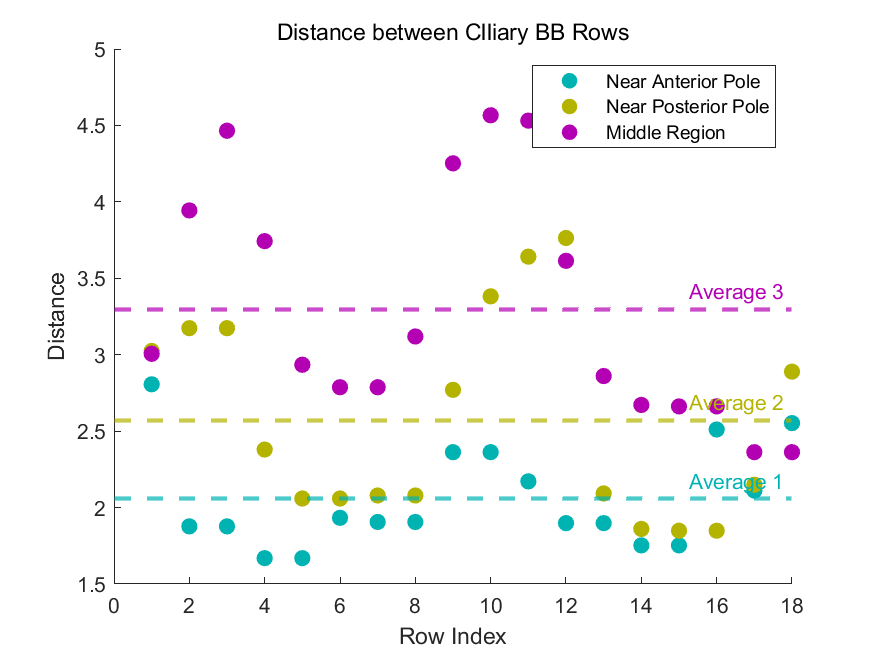 Distance between CIliary BB Rows
Near Anterior Pole
Near Posterior Pole
Middle Region
5
4.5
4
3.5
3
2.5
2
1.5
Distance
Average 3
Average 2
Average 1
0 2 4 6 8 10 12 14 16 18
Row Index